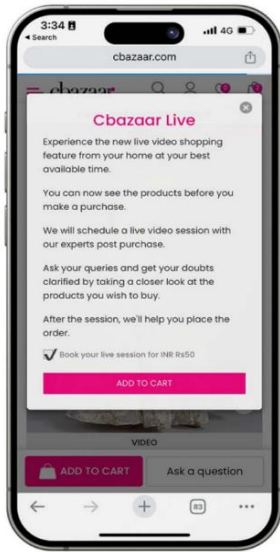 3:34
4G
Search
cbazaar.com
cbazaar
Cbazaar Live
Experience the new live video shopping
feature from your home at your best
available time.
You can now see the products before you
make a purchase.
We will schedule a live video session with
our experts post purchase.
Ask your queries and get your doubts
clarified by taking a closer look at the
products you wish to buy.
After the session, we'll help you place the
order.
Book your live session for INR Rs50
ADD TO CART
VIDEO
ADD TO CART
Ask a question
83